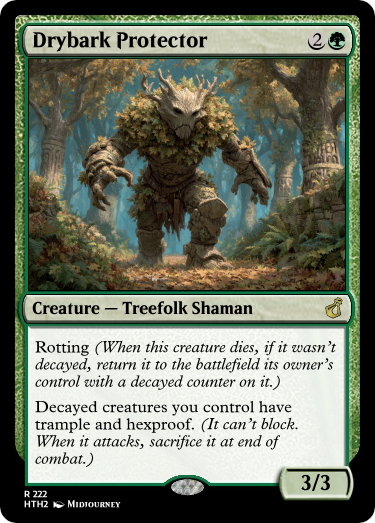 Drybark Protector 2
Creature — Treefolk Shaman
Rotting (When this creature dies, if it wasn't
decayed, return it to the battlefield its owner's
control with a decayed counter on it.)
Decayed creatures you control have
trample and hexproof. (It can't block.
When it attacks, sacrifice it at end of
combat.)
3/3
R 222
HTH2 Midjourney